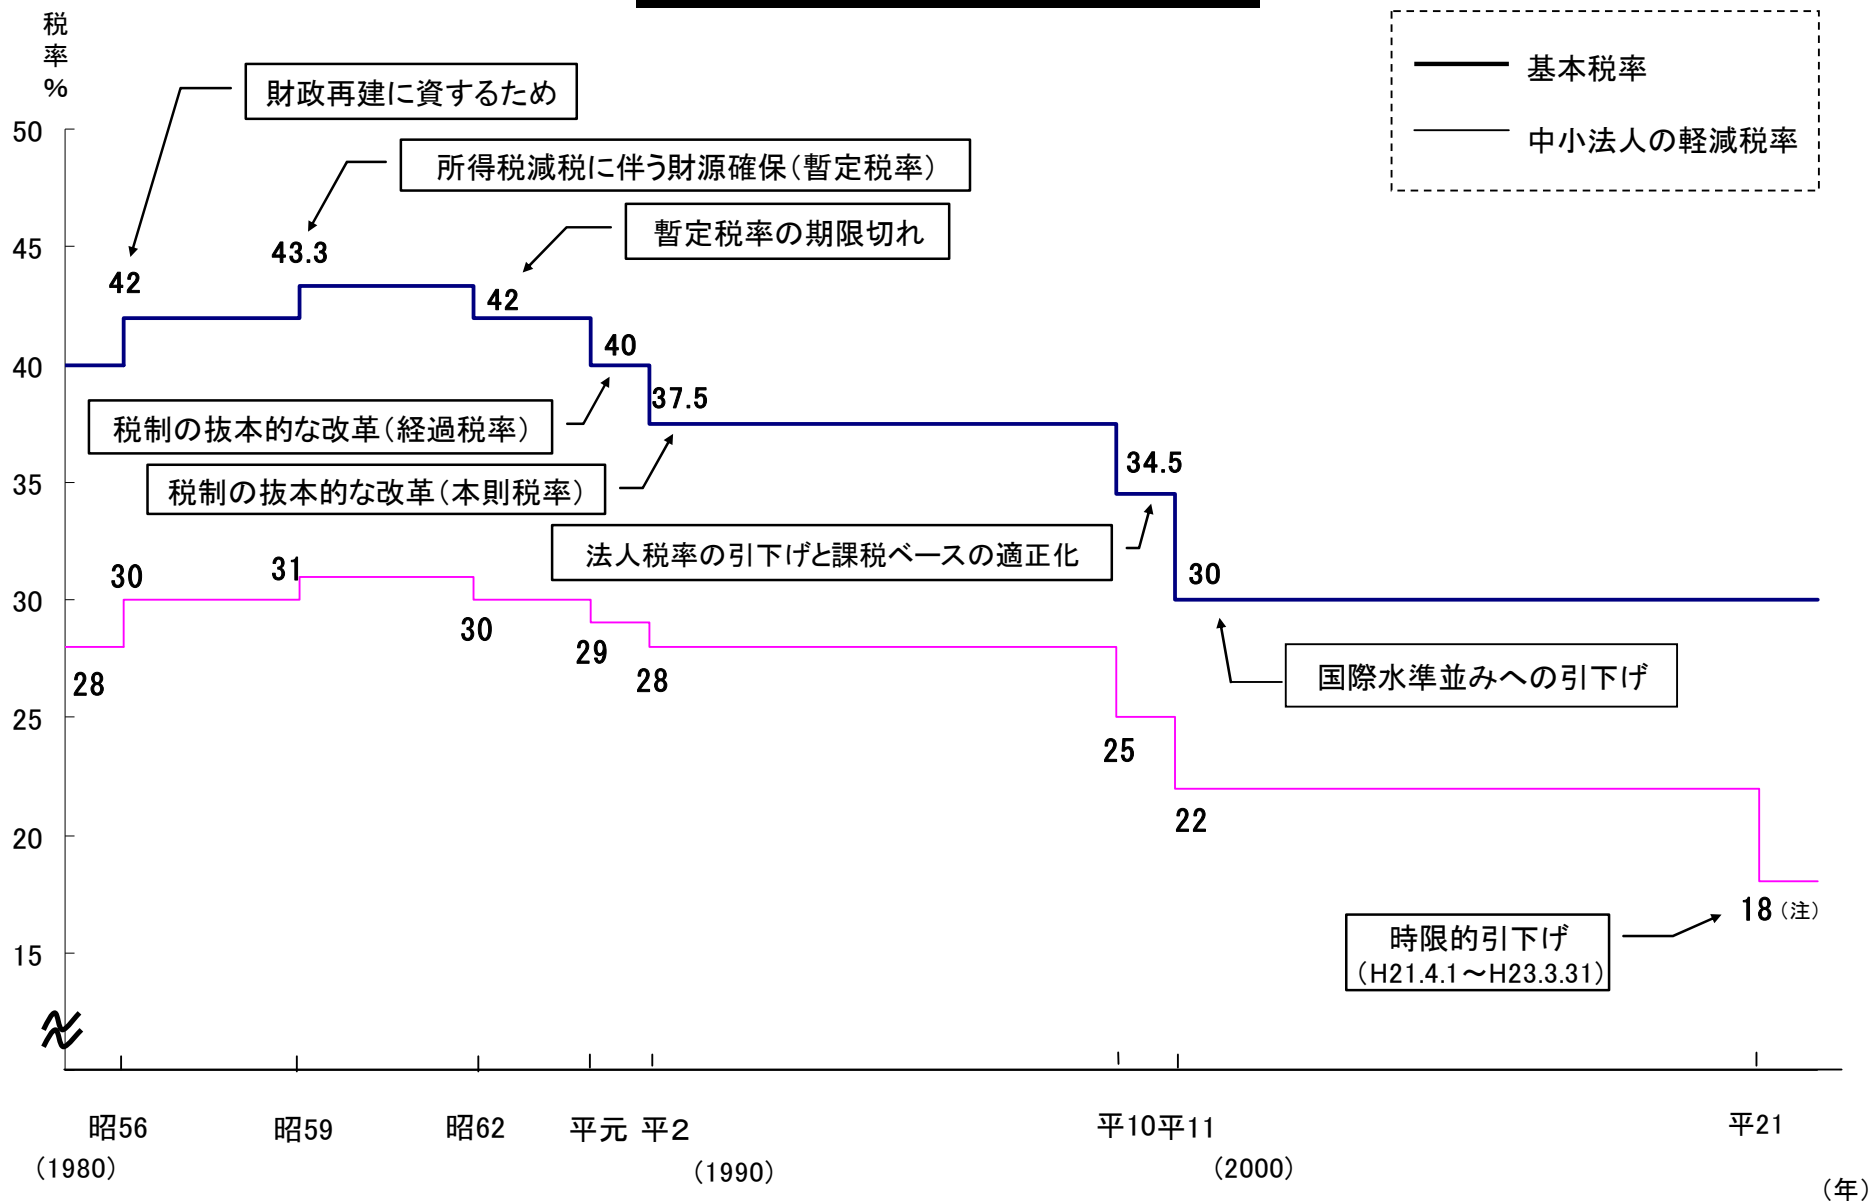 税
率
%
基本税率
中小法人の軽減税率
財政再建に資するため
所得税減税に伴う財源確保（暫定税率）
暫定税率の期限切れ
50
45
40
35
30
25
20
15
42
43.3
42
40
37.5
34.5
30
税制の抜本的な改革（経過税率）
税制の抜本的な改革（本則税率）
法人税率の引下げと課税ベースの適正化
国際水準並みへの引下げ
28
30
31
30
29
28
25
22
18（注）
時限的引下げ
（H21.4.1～H23.3.31）
昭56 昭59 昭62 平元 平２ 平10 平11 平21
（1980） （1990） （2000）
（年）